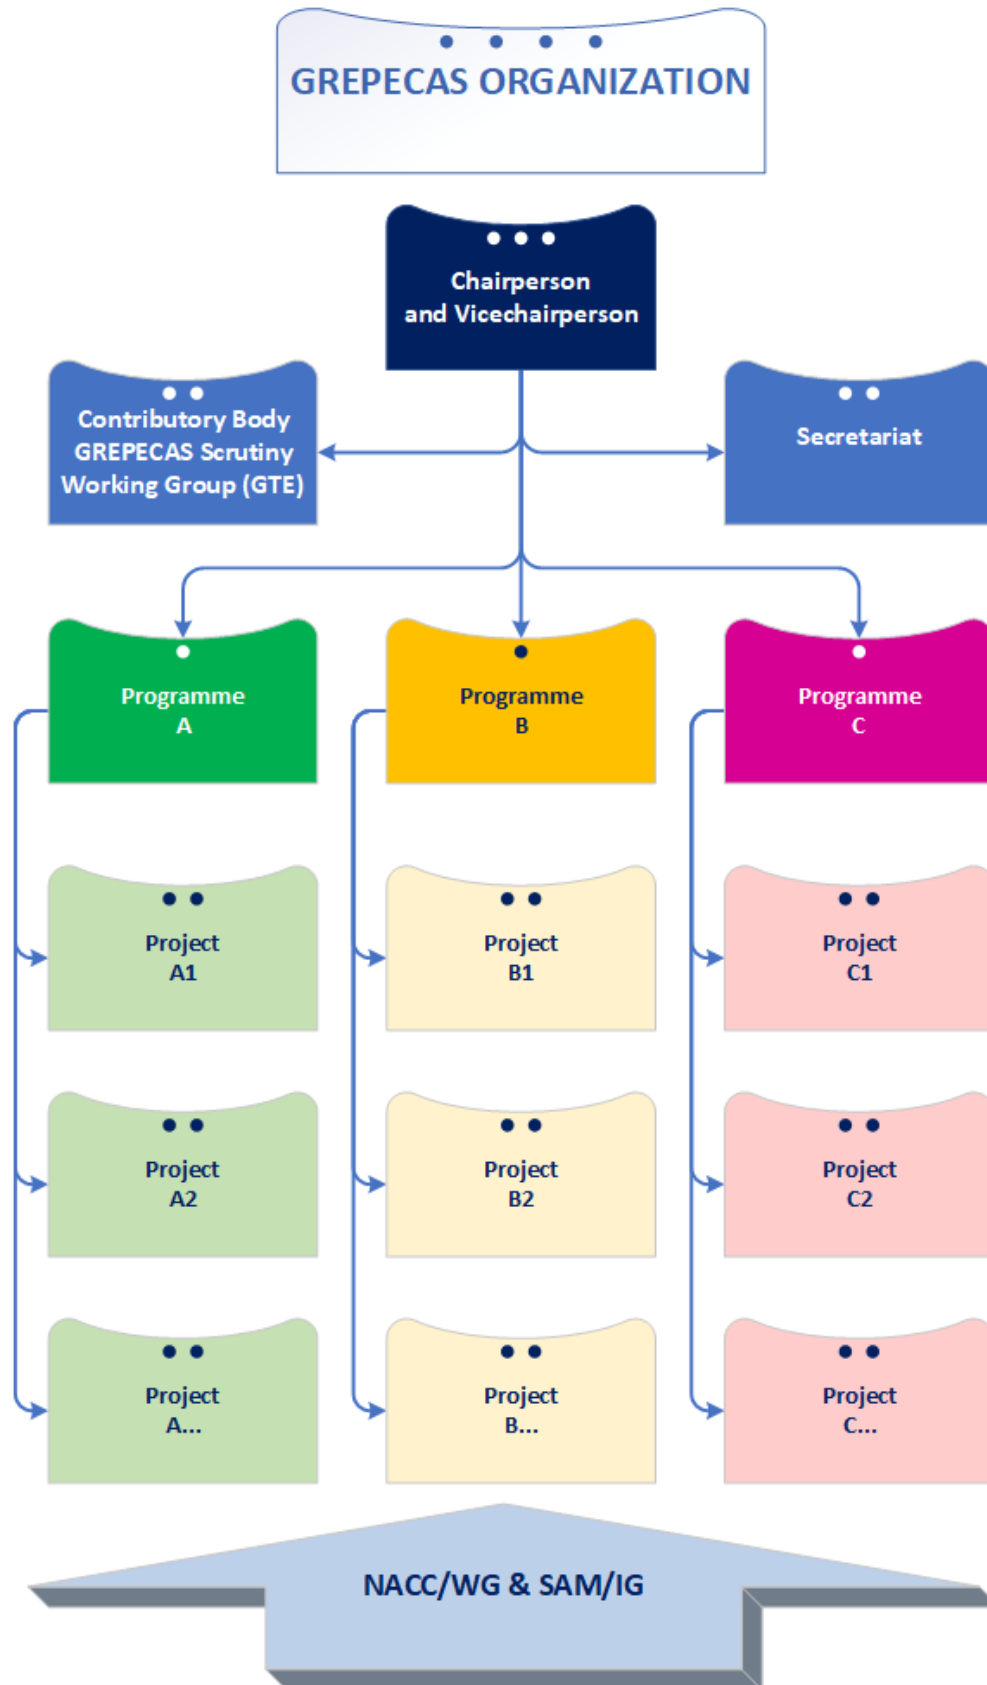 GREPECAS ORGANIZATION
Chairperson
and Vicechairperson
Contributory Body
GREPECAS Scrutiny
Working Group (GTE)
Secretariat
Programme
A
Programme
B
Programme
C
Project
A1
Project
B1
Project
C1
Project
A2
Project
B2
Project
C2
Project
A...
Project
B...
Project
C...
NACC/WG & SAM/IG